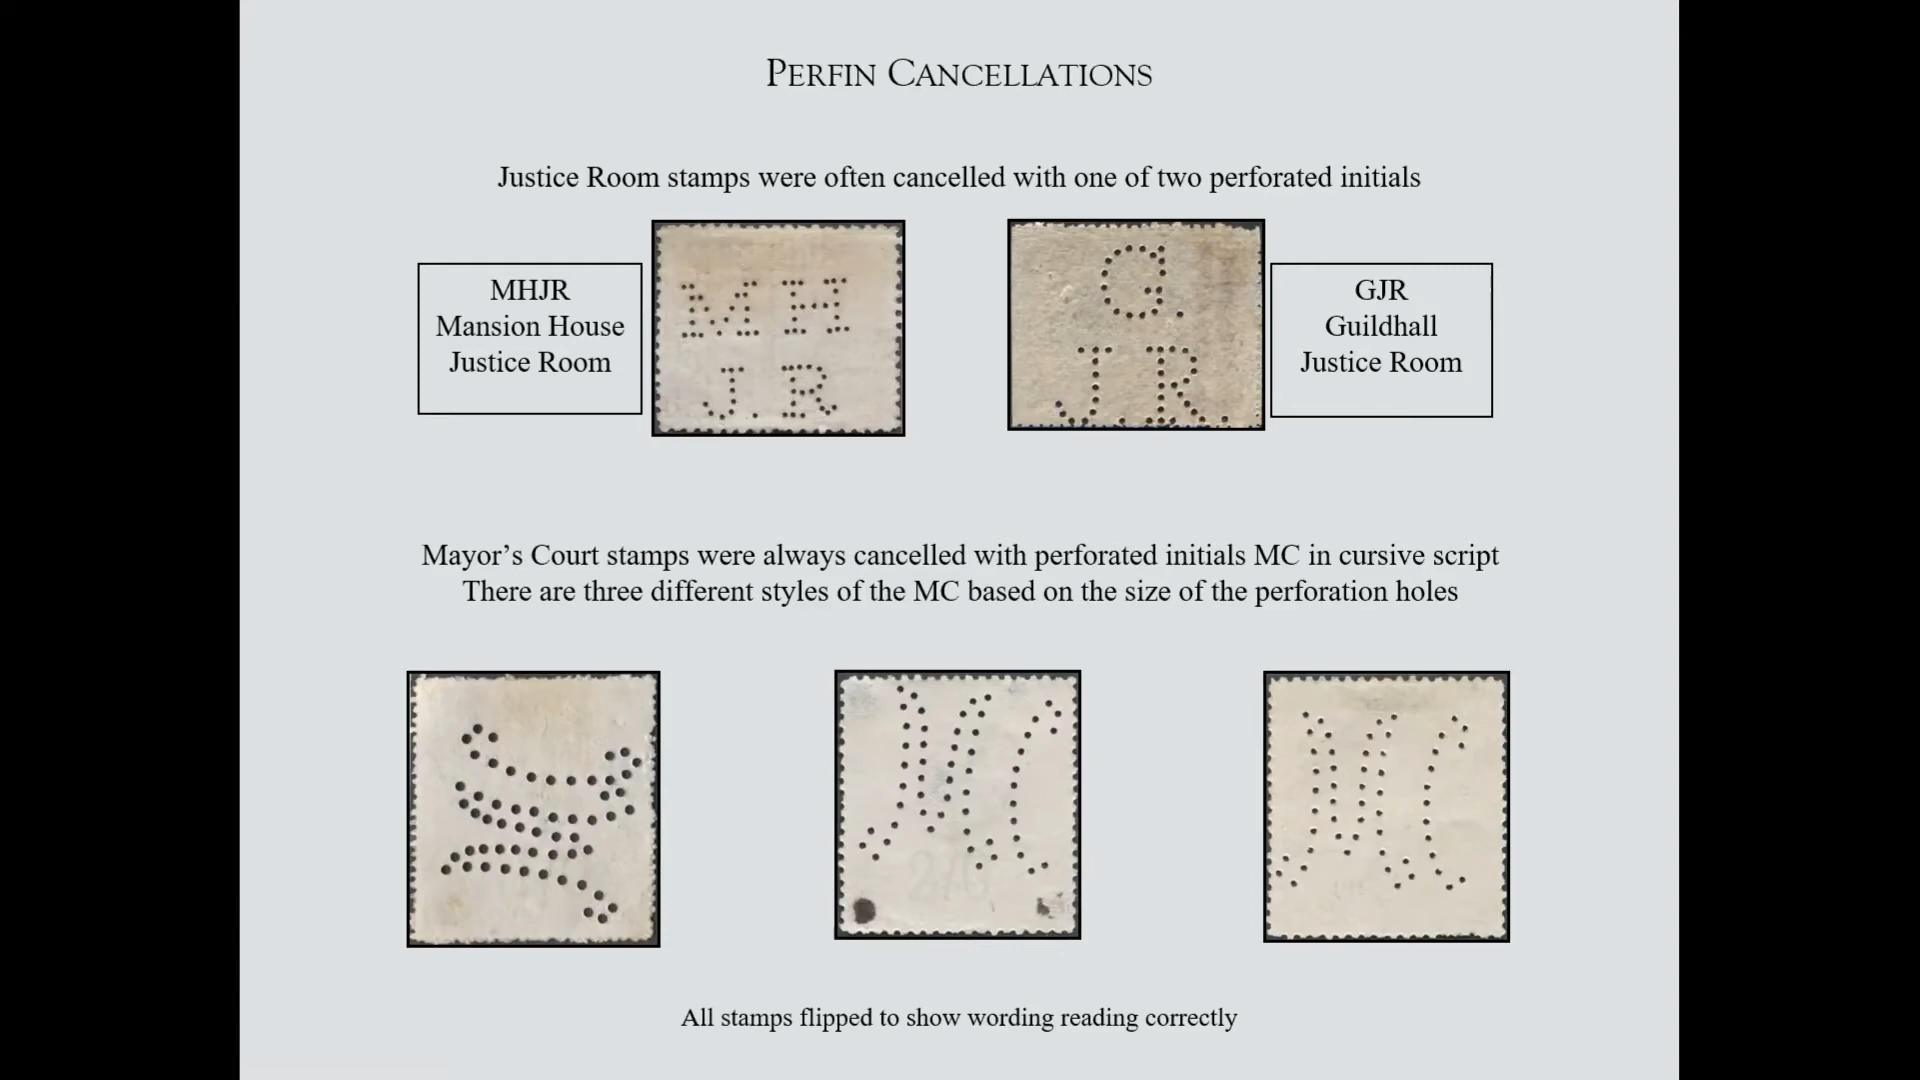 PERFIN CANCELLATIONS
Justice Room stamps were often cancelled with one of two perforated initials
MHJR
Mansion House
Justice Room
MH
J.R
G.
J.R.
GJR
Guildhall
Justice Room
Mayor’s Court stamps were always cancelled with perforated initials MC in cursive script
There are three different styles of the MC based on the size of the perforation holes
MC
MC
MC
All stamps flipped to show wording reading correctly